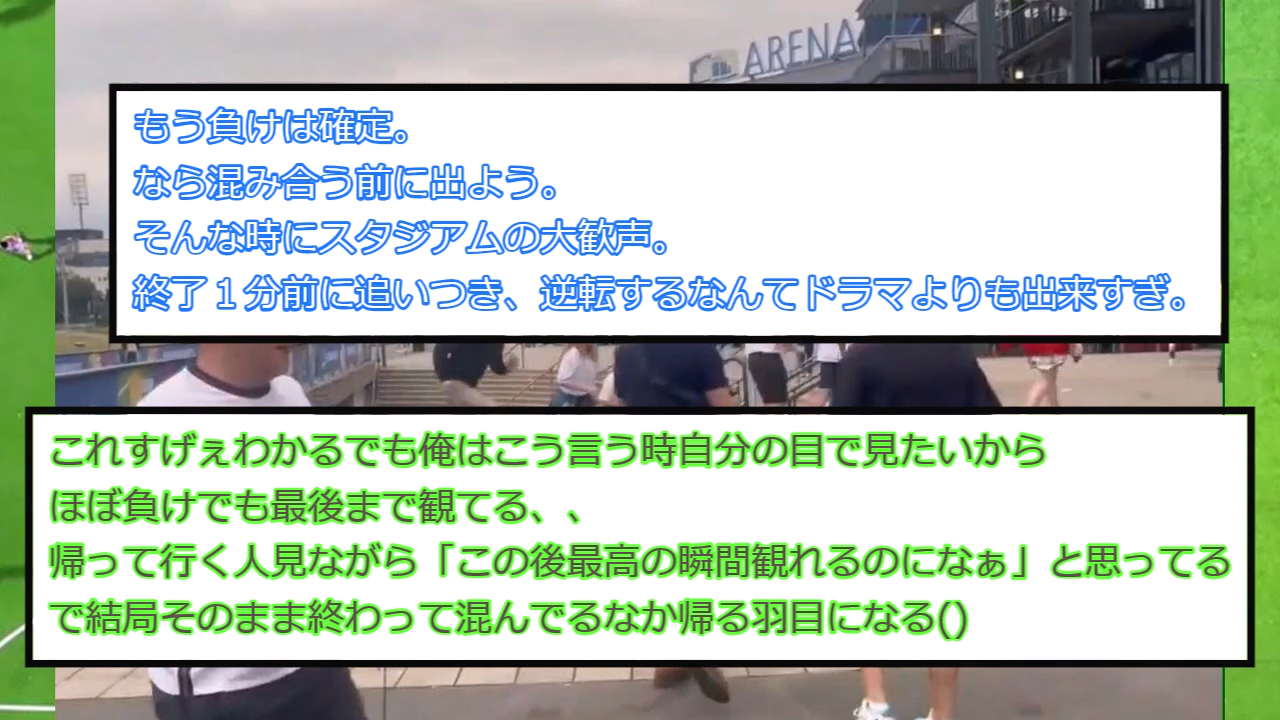 ARENA
もう負けは確定。
なら混み合う前に出よう。
そんな時にスタジアムの大歓声。
終了１分前に追いつき、逆転するなんてドラマよりも出来すぎ。
これすげぇわかるでも俺はこう言う時自分の目で見たいから
ほぼ負けでも最後まで観てる、、
帰って行く人見ながら「この後最高の瞬間観れるのになぁ」と思ってる
で結局そのまま終わって混んでるなか帰る羽目になる()